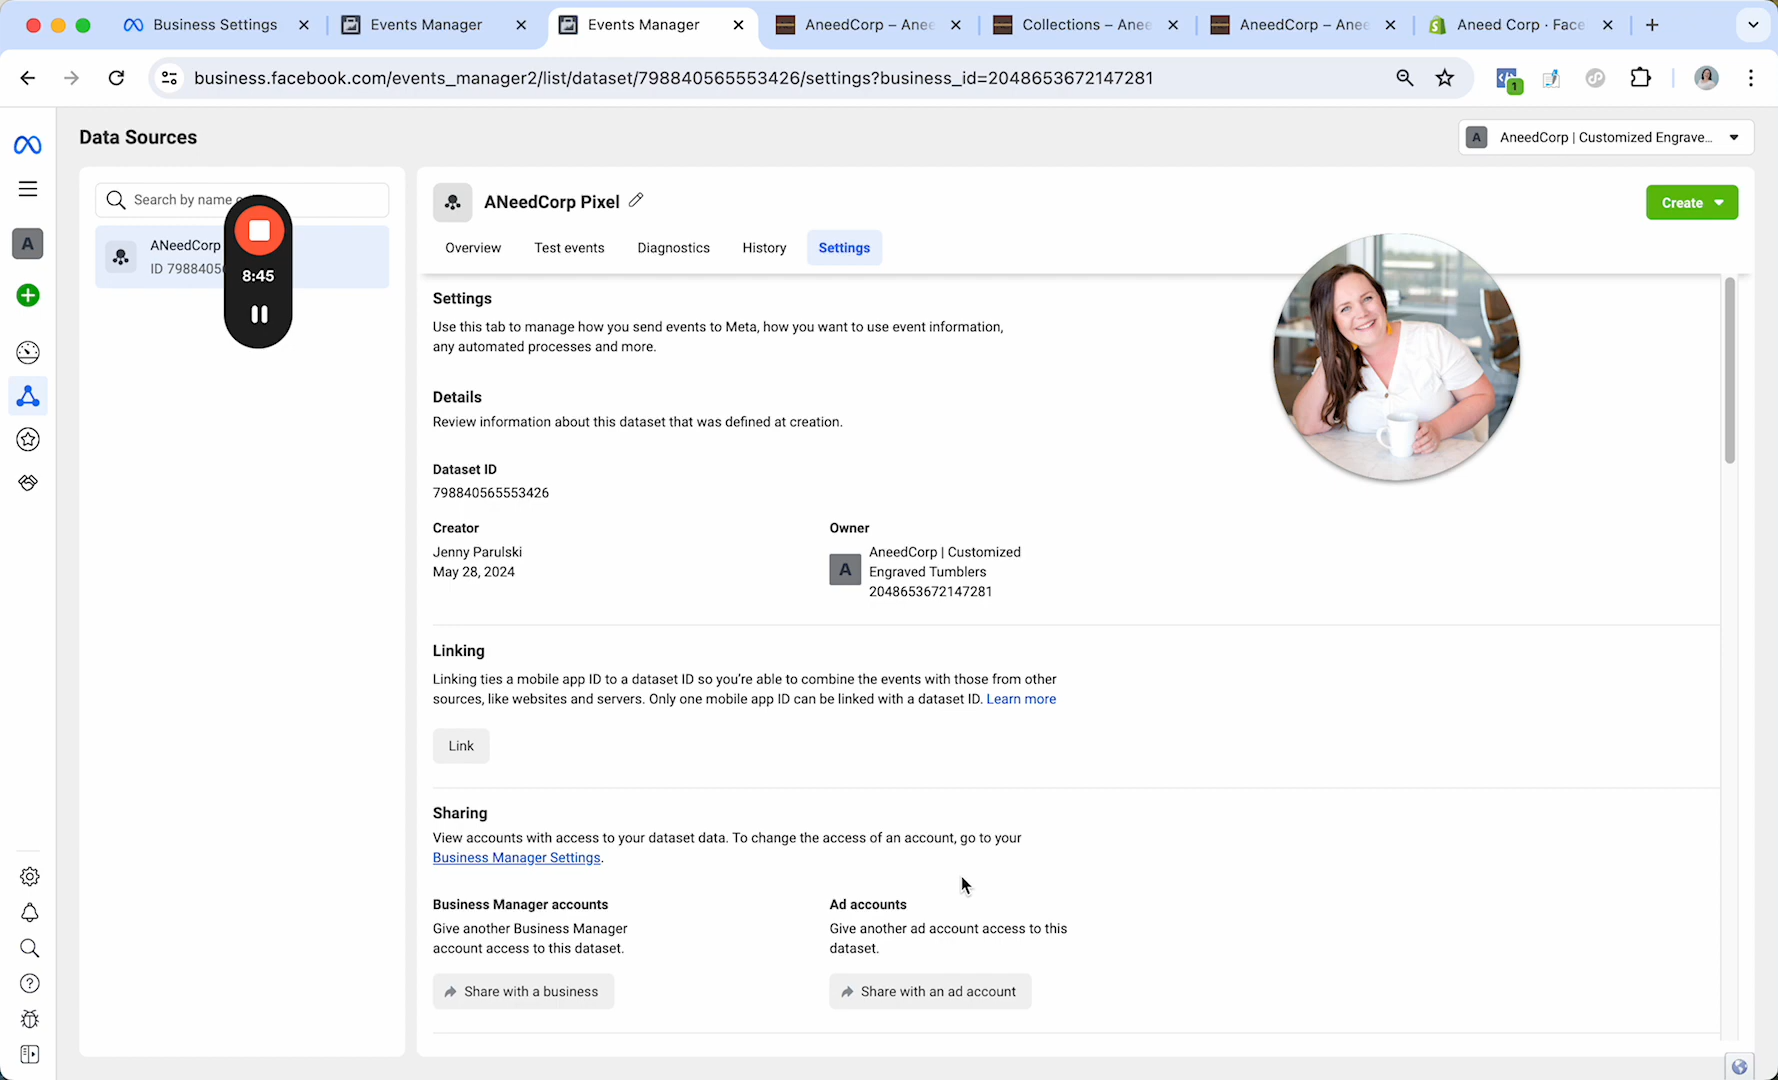 Business Settings
Events Manager
Events Manager
AneedCorp – Anee
Collections – Anee
AneedCorp – Anee
Aneed Corp · Face
business.facebook.com/events_manager2/list/dataset/798840565553426/settings?business_id=2048653672147281
1
Data Sources
A AneedCorp | Customized Engrave...
A
Search by name
ANeedCorp
ID 798840
8:45
ANeedCorp Pixel
Create
Overview
Test events
Diagnostics
History
Settings
Settings
Use this tab to manage how you send events to Meta, how you want to use event information,
any automated processes and more.
Details
Review information about this dataset that was defined at creation.
Dataset ID
798840565553426
Creator
Jenny Parulski
May 28, 2024
Owner
A
AneedCorp | Customized
Engraved Tumblers
2048653672147281
Linking
Linking ties a mobile app ID to a dataset ID so you're able to combine the events with those from other
sources, like websites and servers. Only one mobile app ID can be linked with a dataset ID. Learn more
Link
Sharing
View accounts with access to your dataset data. To change the access of an account, go to your
Business Manager Settings.
Business Manager accounts
Give another Business Manager
account access to this dataset.
Share with a business
Ad accounts
Give another ad account access to this
dataset.
Share with an ad account